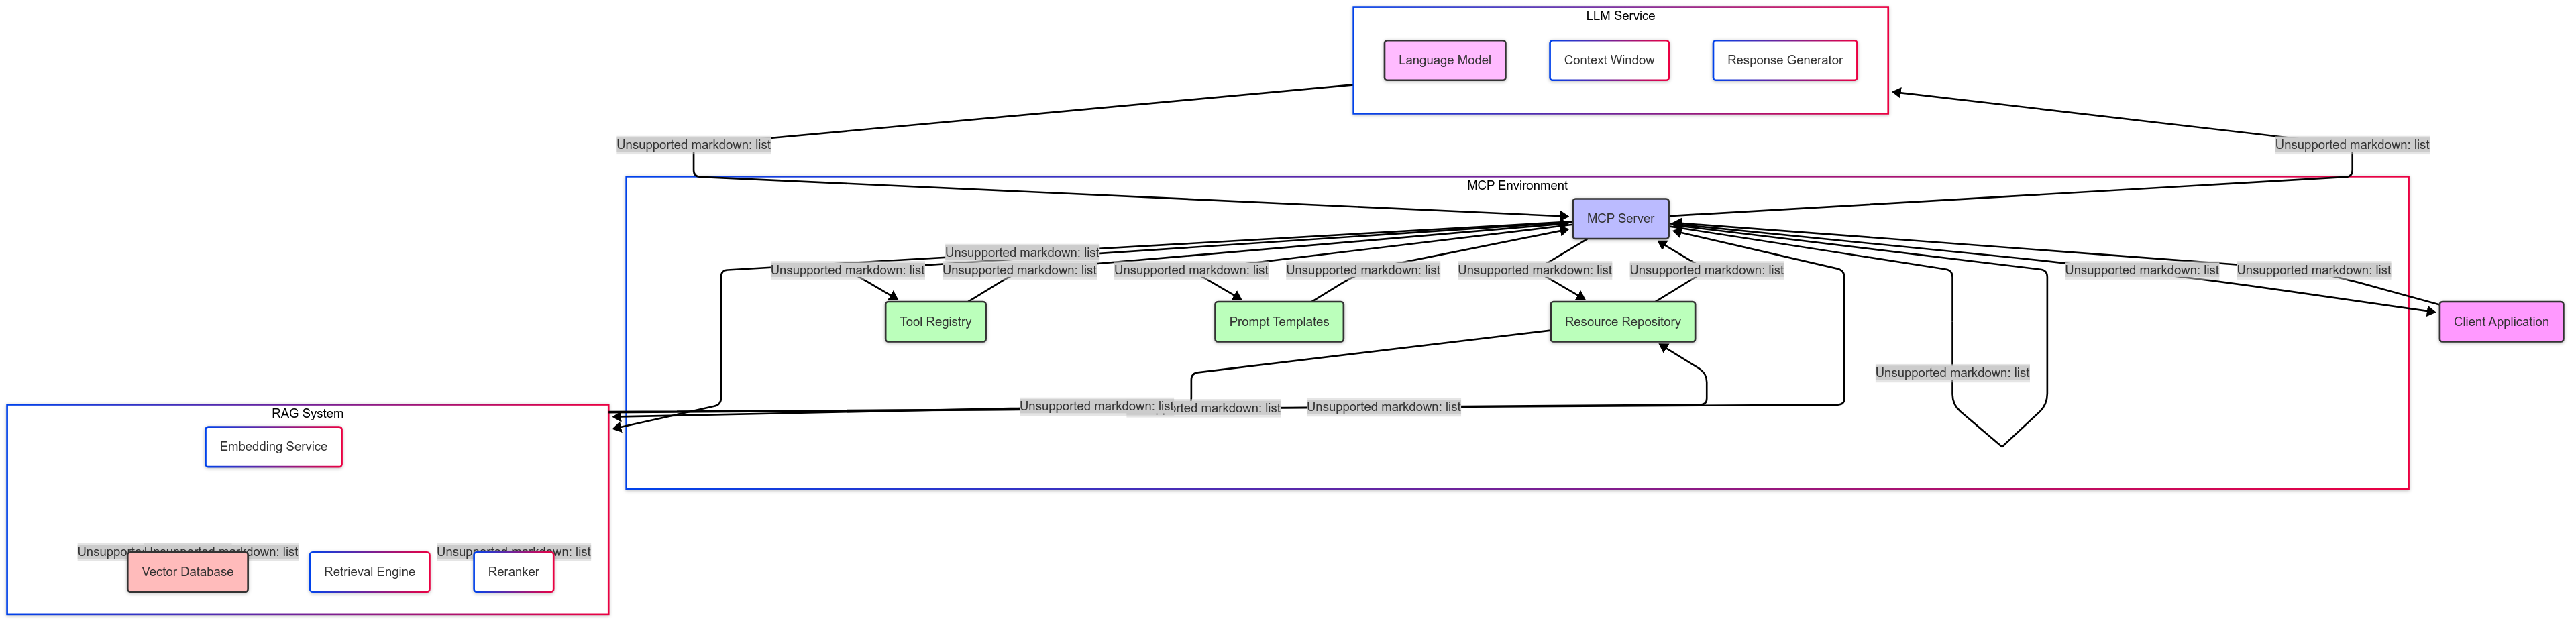 LLM Service
Language Model
Context Window
Response Generator
Unsupported markdown: list
Unsupported markdown: list
MCP Environment
MCP Server
Unsupported markdown: list
Unsupported markdown: list
Unsupported markdown: list
Unsupported markdown: list
Unsupported markdown: list
Unsupported markdown: list
Unsupported markdown: list
Unsupported markdown: list
Unsupported markdown: list
Tool Registry
Prompt Templates
Resource Repository
Client Application
Unsupported markdown: list
Unsupported markdown: list
markdown: list
Unsupported markdown: list
RAG System
Embedding Service
Unsupported markdown: list
Unsupported markdown: list
Vector Database
Retrieval Engine
Reranker